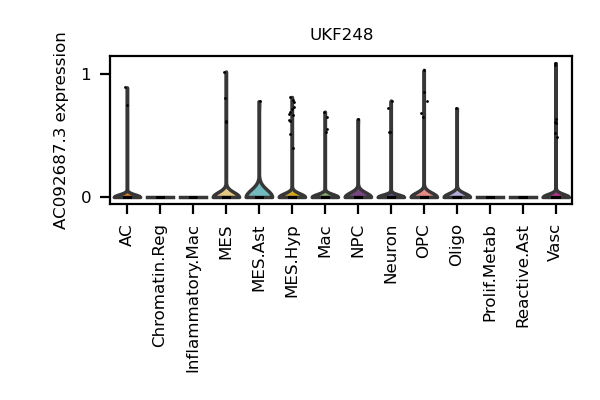 UKF248
AC092687.3 expression
1
0
AC
Chromatin.Reg
Inflammatory.Mac
MES
MES.Ast
MES.Hyp
Mac
NPC
Neuron
OPC
Oligo
Prolif.Metab
Reactive.Ast
Vasc